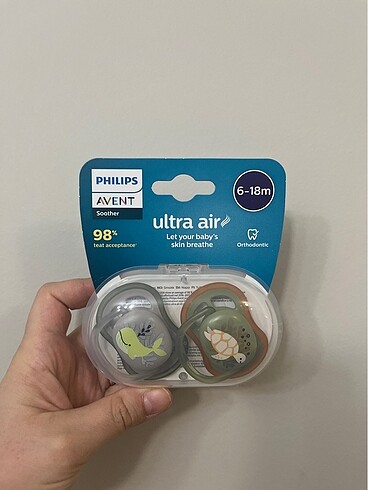 PHILIPS
AVENT
Soother
6-18m
ultra air
Let your baby's
skin breathe
98%
teat acceptance
Orthodontic